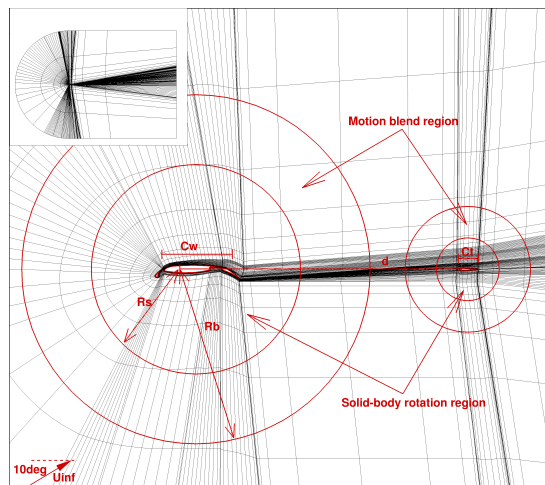 Motion blend region
Cw
Cl
d
Rs
Rb
Solid-body rotation region
10deg
Uinf